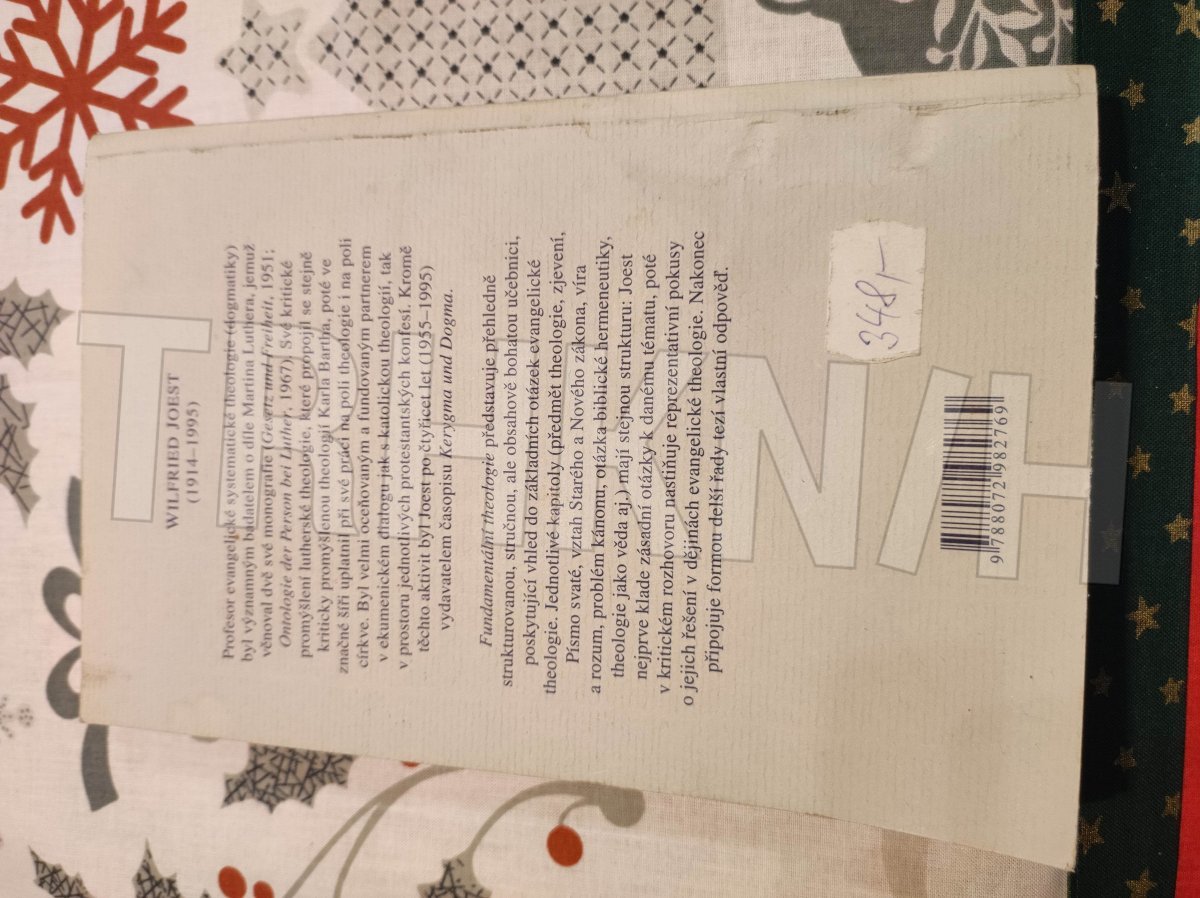 WILFRIED JOEST
(1914–1995)
Profesor evangelické systematické theologie (dogmatiky)
byl významným badatelem o díle Martina Luthera, jemuž
věnoval dvě své monografie (Gesetz und Freiheit, 1951;
Ontologie der Person bei Luther, 1967). Své kritické
promýšlení lutherské theologie, které propojil se stejně
kriticky promýšlenou theologií Karla Bartha, poté ve
značné šíři uplatnil při své práci na poli theologie i na poli
církve. Byl velmi oceňovaným a fundovaným partnerem
v ekumenickém dialogu jak s katolickou theologií, tak
v prostoru jednotlivých protestantských konfesí. Kromě
těchto aktivit byl Joest po čtyřicet let (1955–1995)
vydavatelem časopisu Kerygma und Dogma.
Fundamentální theologie představuje přehledně
strukturovanou, stručnou, ale obsahově bohatou učebnici,
poskytující vhled do základních otázek evangelické
theologie. Jednotlivé kapitoly (předmět theologie, zjevení,
Písmo svaté, vztah Starého a Nového zákona, víra
a rozum, problém kánonu, otázka biblické hermeneutiky,
theologie jako věda aj.) mají stejnou strukturu: Joest
nejprve klade zásadní otázky k danému tématu, poté
v kritickém rozhovoru nastiňuje reprezentativní pokusy
o jejich řešení v dějinách evangelické theologie. Nakonec
připojuje formou delší řady tezí vlastní odpověď.
348,-
9 788072 982769